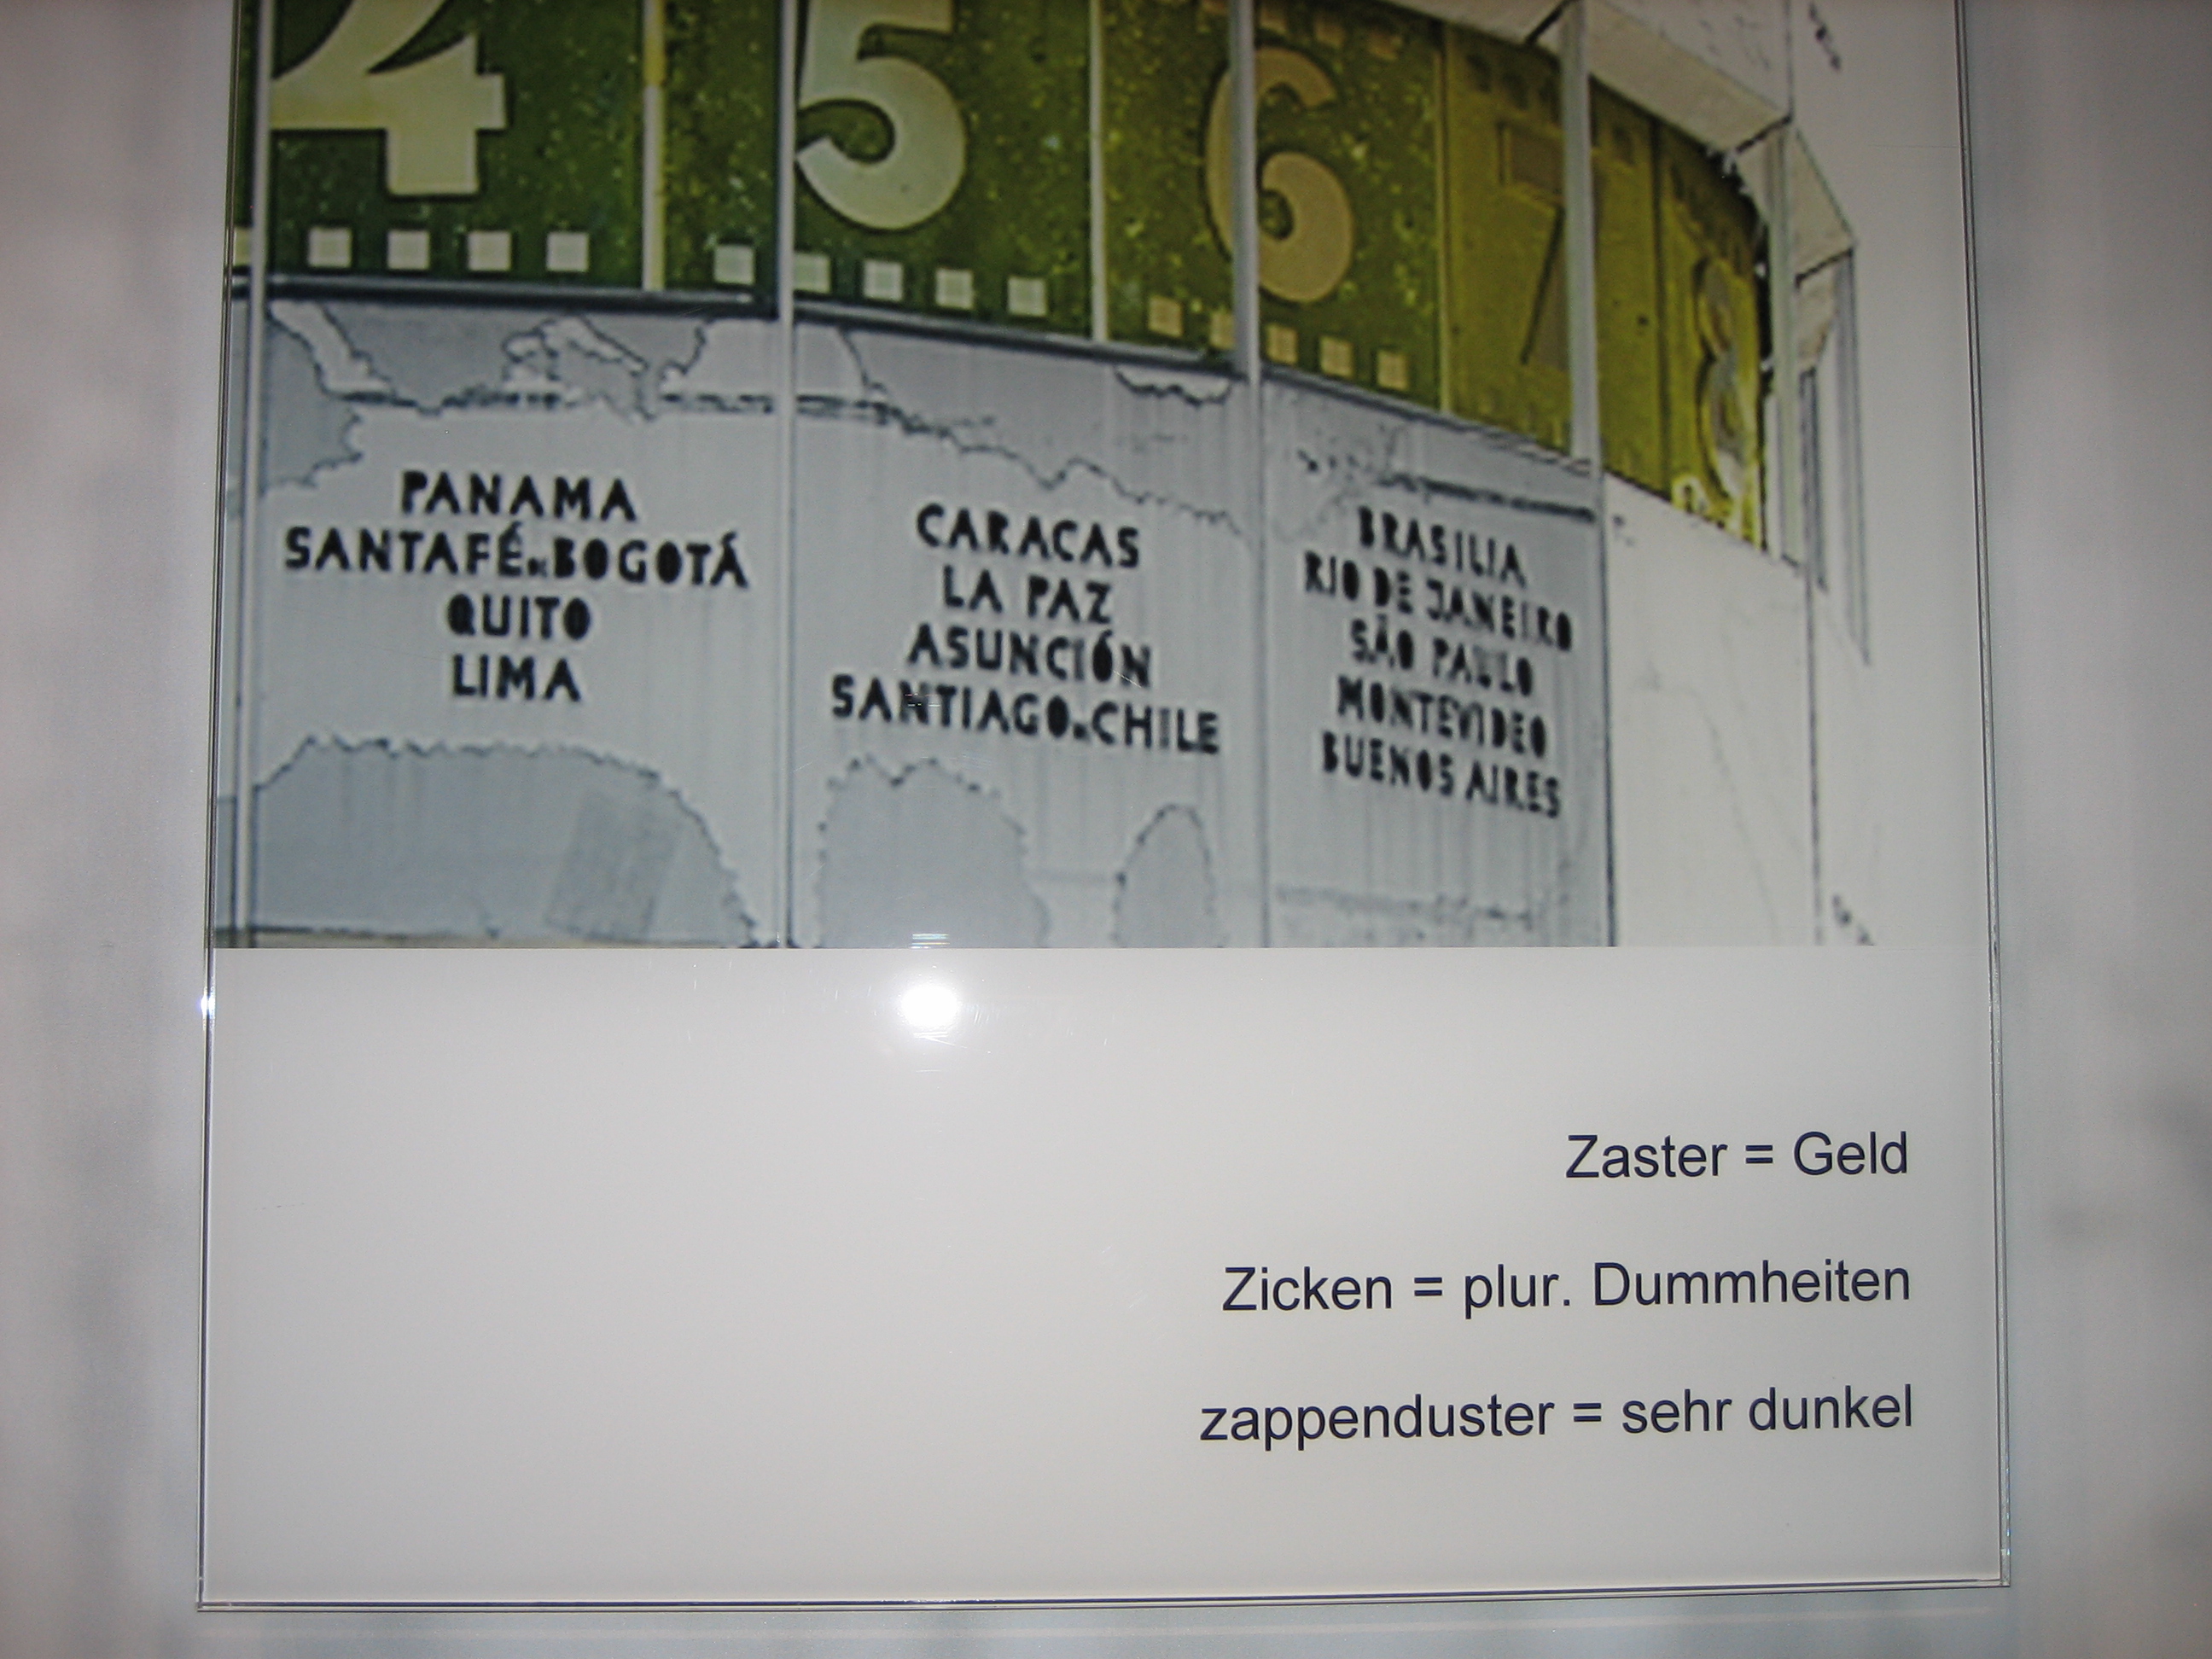 4 5 6 7 8
PANAMA
SANTAFÉ DE BOGOTÁ
QUITO
LIMA
CARACAS
LA PAZ
ASUNCIÓN
SANTIAGO DE CHILE
BRASILIA
RIO DE JANEIRO
SÃO PAULO
MONTEVIDEO
BUENOS AIRES
Zaster = Geld
Zicken = plur. Dummheiten
zappenduster = sehr dunkel